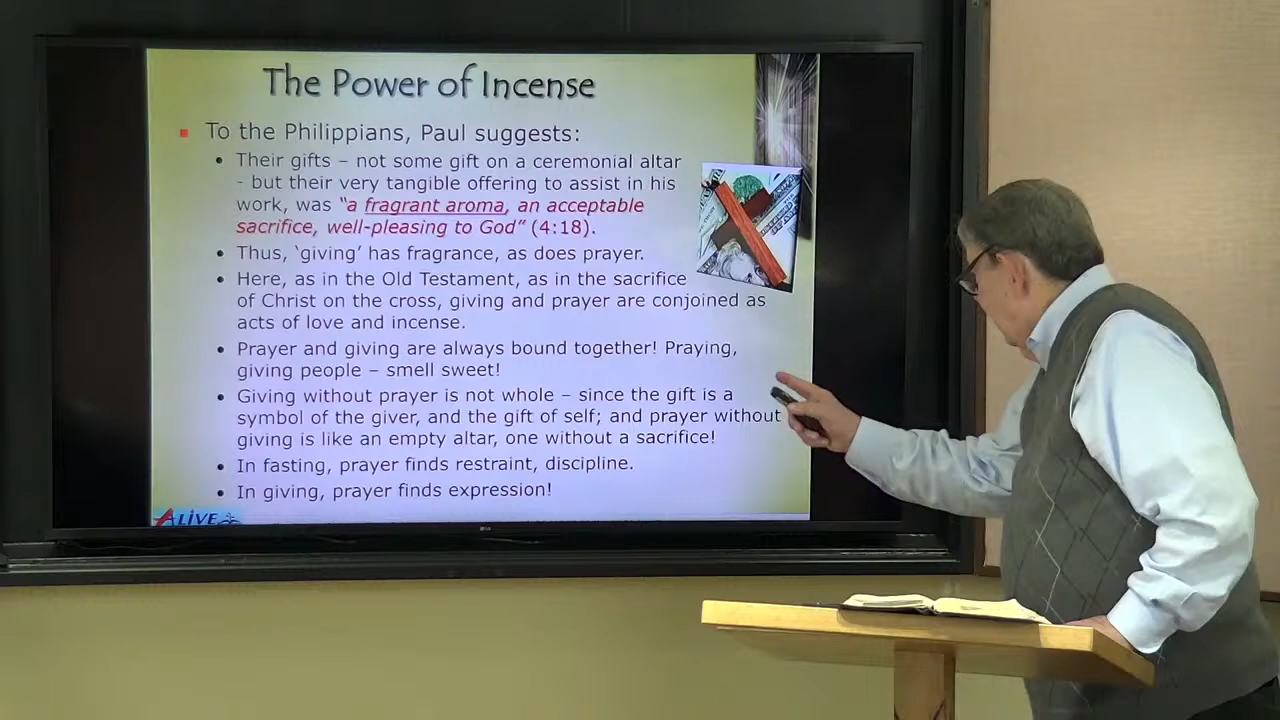 The Power of Incense
To the Philippians, Paul suggests:
Their gifts – not some gift on a ceremonial altar
- but their very tangible offering to assist in his
work, was “a fragrant aroma, an acceptable
sacrifice, well-pleasing to God” (4:18).
Thus, ‘giving’ has fragrance, as does prayer.
Here, as in the Old Testament, as in the sacrifice
of Christ on the cross, giving and prayer are conjoined as
acts of love and incense.
Prayer and giving are always bound together! Praying,
giving people – smell sweet!
Giving without prayer is not whole – since the gift is a
symbol of the giver, and the gift of self; and prayer without
giving is like an empty altar, one without a sacrifice!
In fasting, prayer finds restraint, discipline.
In giving, prayer finds expression!
ALIVE
LG